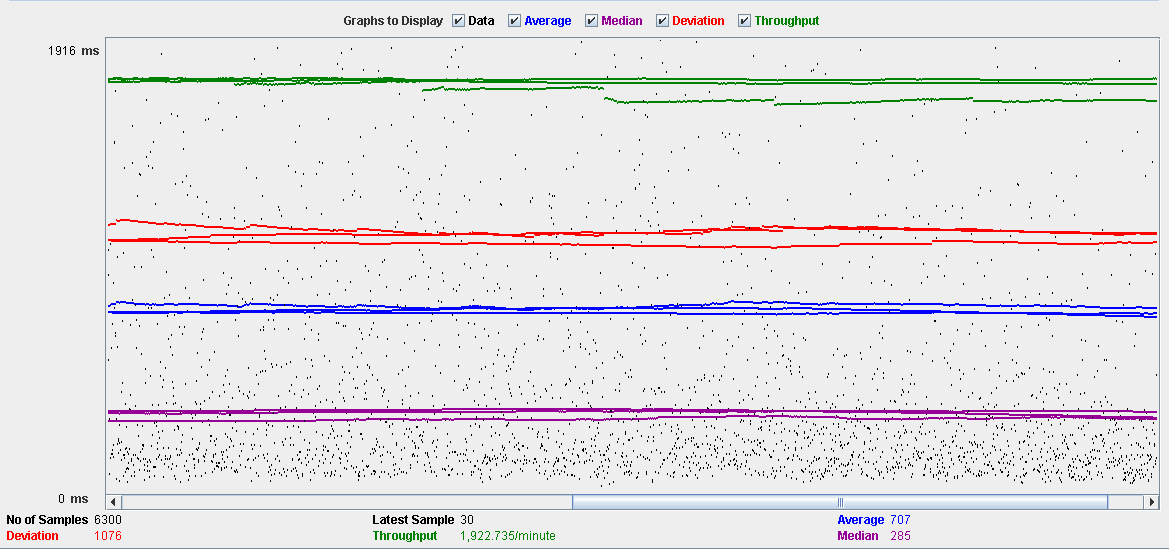 Graphs to Display Data Average Median Deviation Throughput
1916 ms
0 ms
No of Samples 6300 Latest Sample 30 Average 707
Deviation 1076 Throughput 1,922.735/minute Median 285